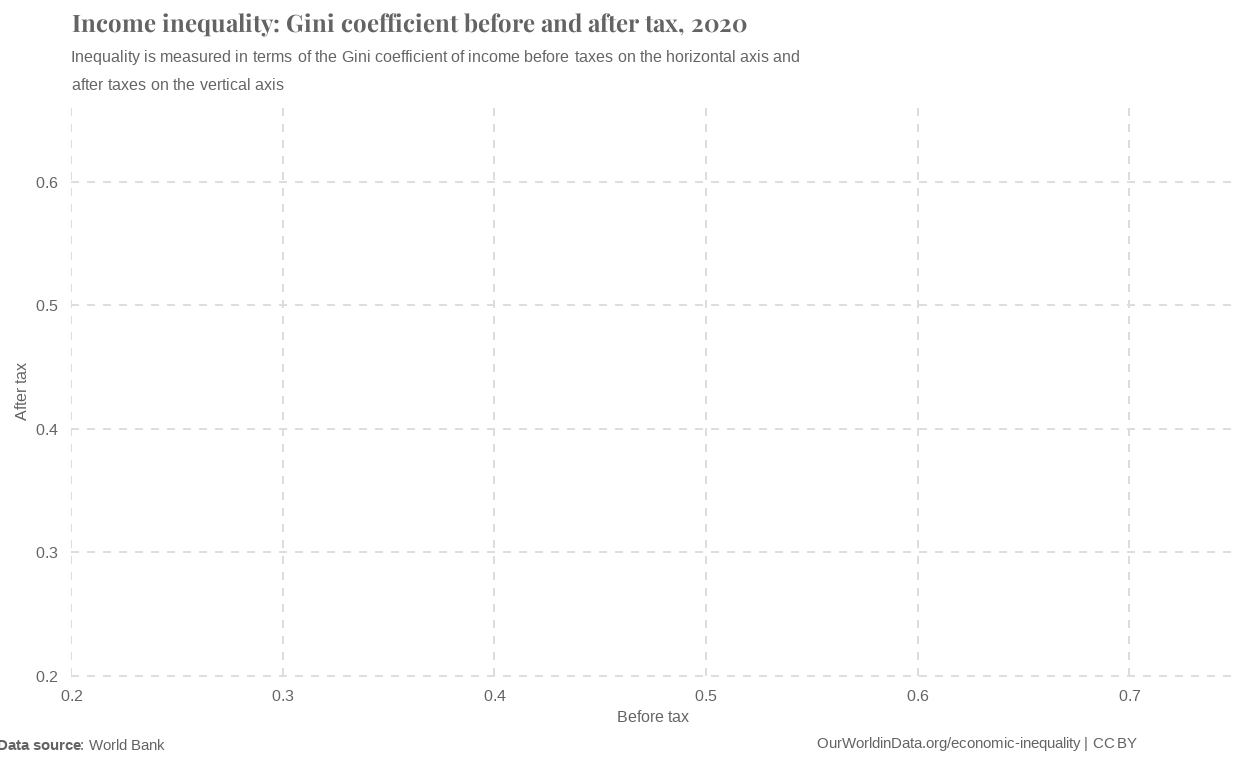 Income inequality: Gini coefficient before and after tax, 2020
Inequality is measured in terms of the Gini coefficient of income before taxes on the horizontal axis and
after taxes on the vertical axis
0.6
0.5
After tax
0.4
0.3
0.2
0.2 0.3 0.4 0.5 0.6 0.7
Before tax
Data source: World Bank
OurWorldinData.org/economic-inequality | CC BY